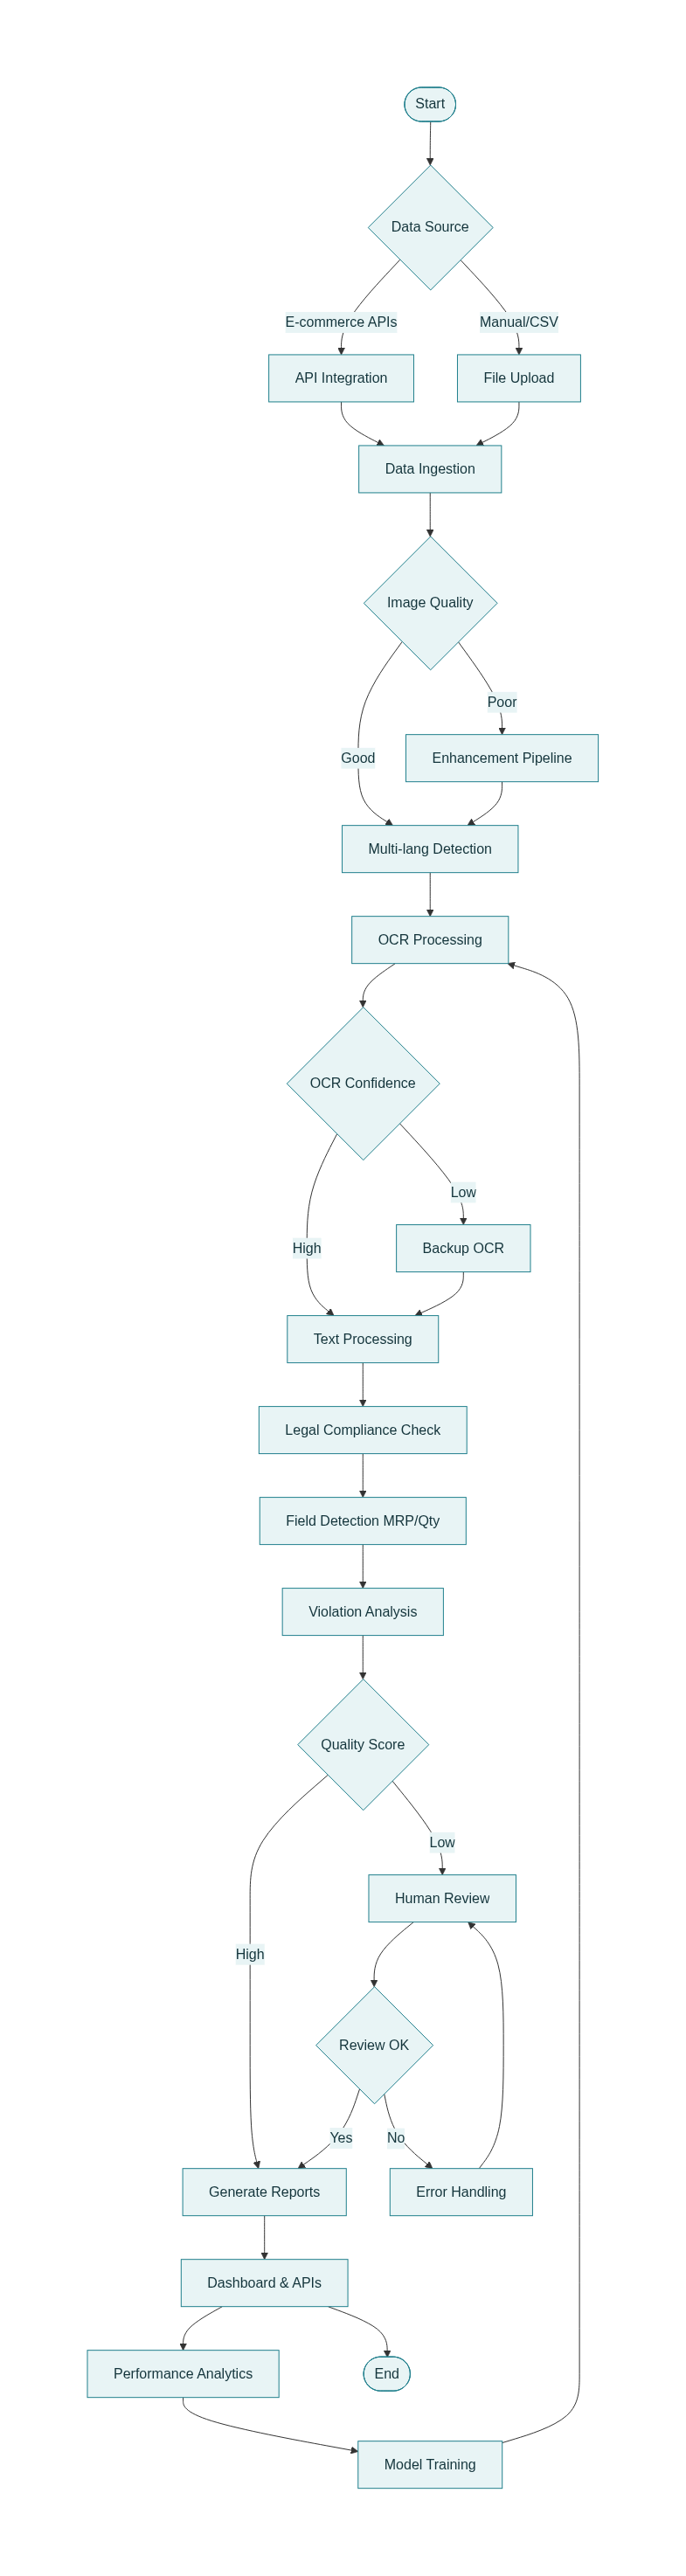 Start
Data Source
E-commerce APIs
Manual/CSV
API Integration
File Upload
Data Ingestion
Image Quality
Poor
Good
Enhancement Pipeline
Multi-lang Detection
OCR Processing
OCR Confidence
Low
High
Backup OCR
Text Processing
Legal Compliance Check
Field Detection MRP/Qty
Violation Analysis
Quality Score
Low
Human Review
High
Review OK
Yes
No
Generate Reports
Error Handling
Dashboard & APIs
Performance Analytics
End
Model Training